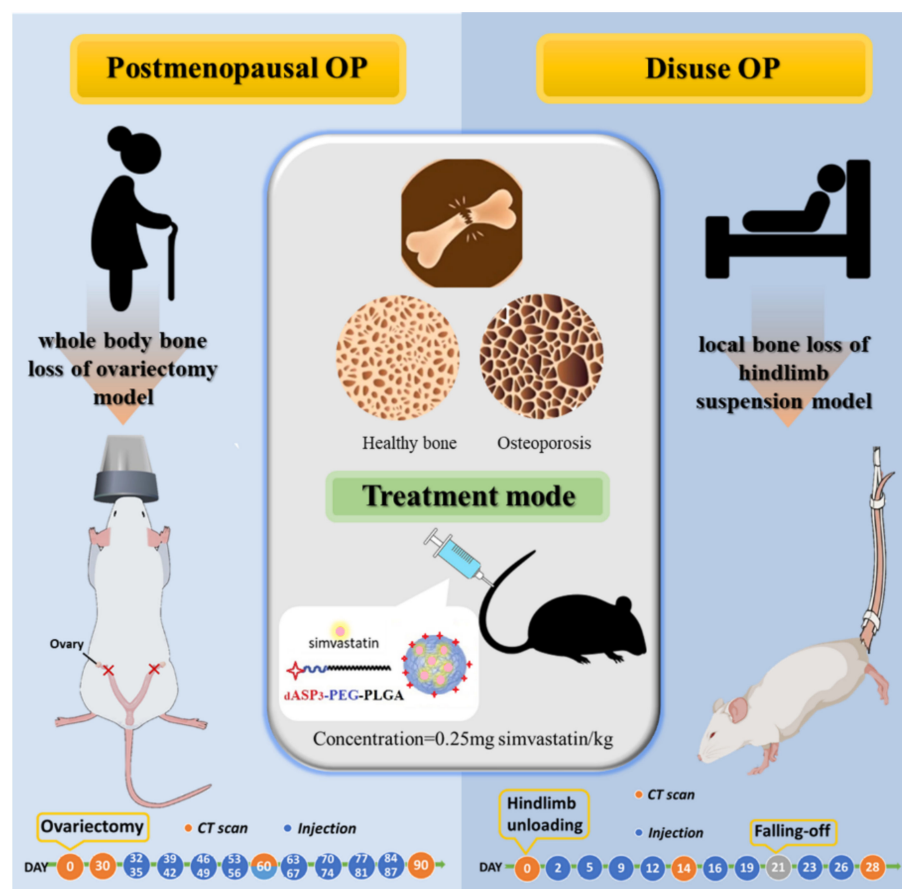 Postmenopausal OP
Disuse OP
whole body bone
loss of ovariectomy
model
local bone loss of
hindlimb
suspension model
Healthy bone
Osteoporosis
Treatment mode
simvastatin
dASP3-PEG-PLGA
Concentration=0.25mg simvastatin/kg
Ovary
Ovariectomy
CT scan
Injection
DAY 0 30 32 39 46 53 60 63 70 77 84 90
35 42 49 56 67 74 81 87
Hindlimb
unloading
CT scan
Injection
Falling-off
DAY 0 2 5 9 12 14 16 19 21 23 26 28